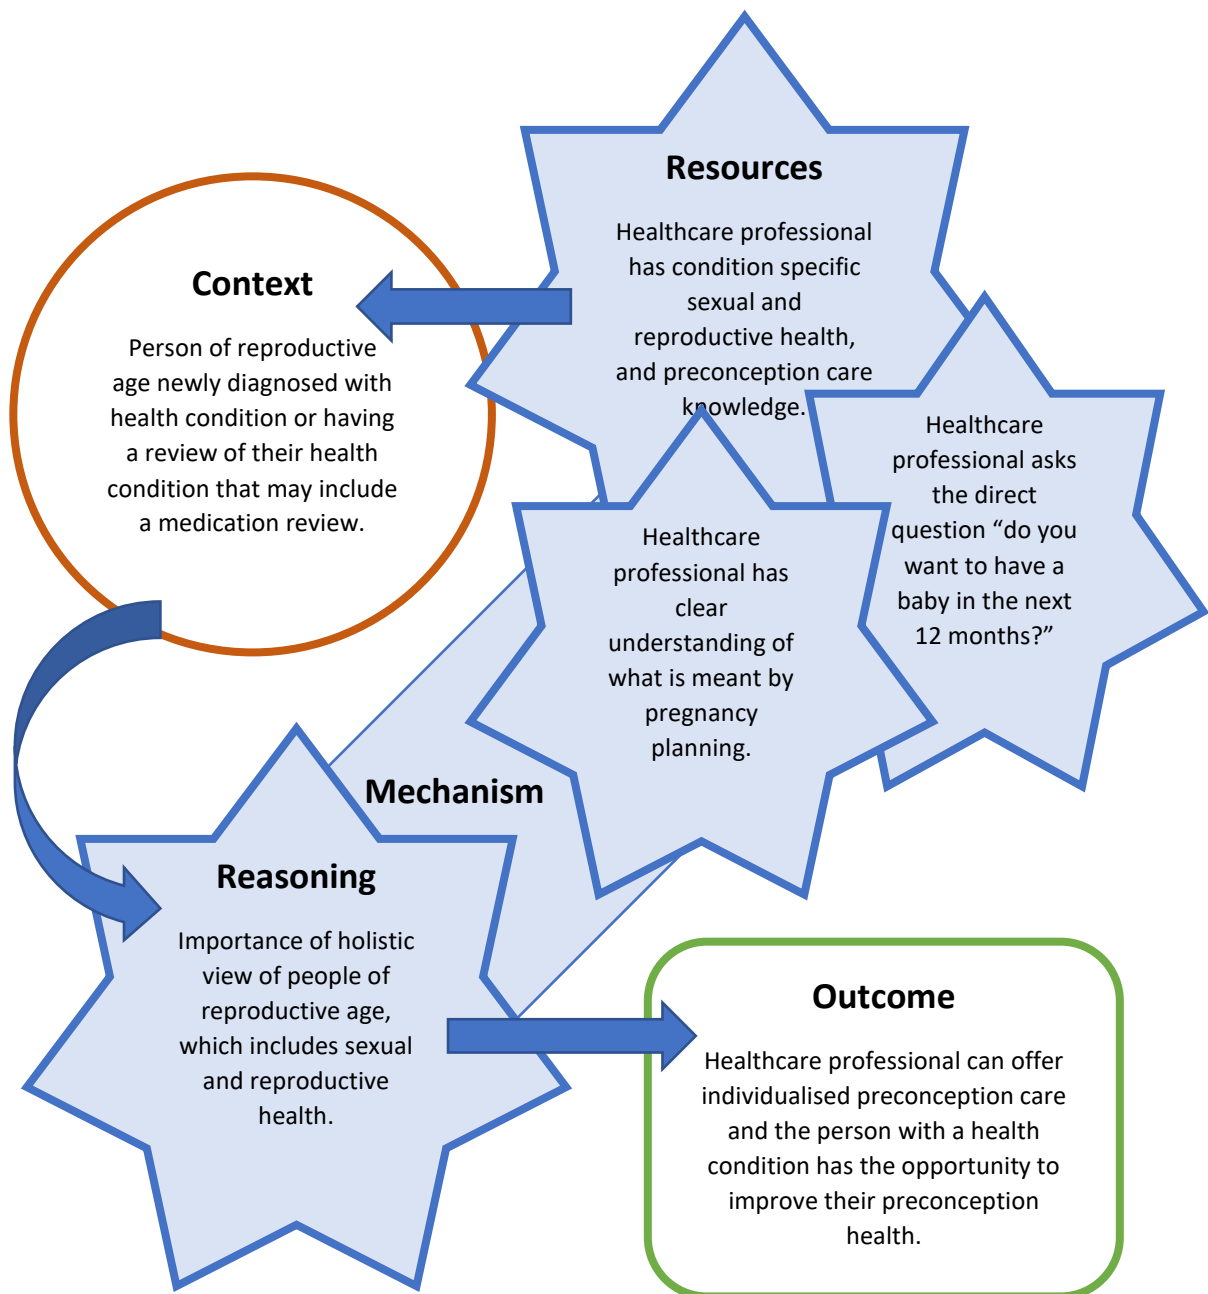 Resources
Healthcare professional
has condition specific
sexual and
reproductive health,
and preconception care
knowledge.
Context
Person of reproductive
age newly diagnosed with
health condition or having
a review of their health
condition that may include
a medication review.
Healthcare
professional asks
the direct
question “do you
want to have a
baby in the next
12 months?”
Healthcare
professional has
clear
understanding of
what is meant by
pregnancy
planning.
Mechanism
Reasoning
Importance of holistic
view of people of
reproductive age,
which includes sexual
and reproductive
health.
Outcome
Healthcare professional can offer
individualised preconception care
and the person with a health
condition has the opportunity to
improve their preconception
health.